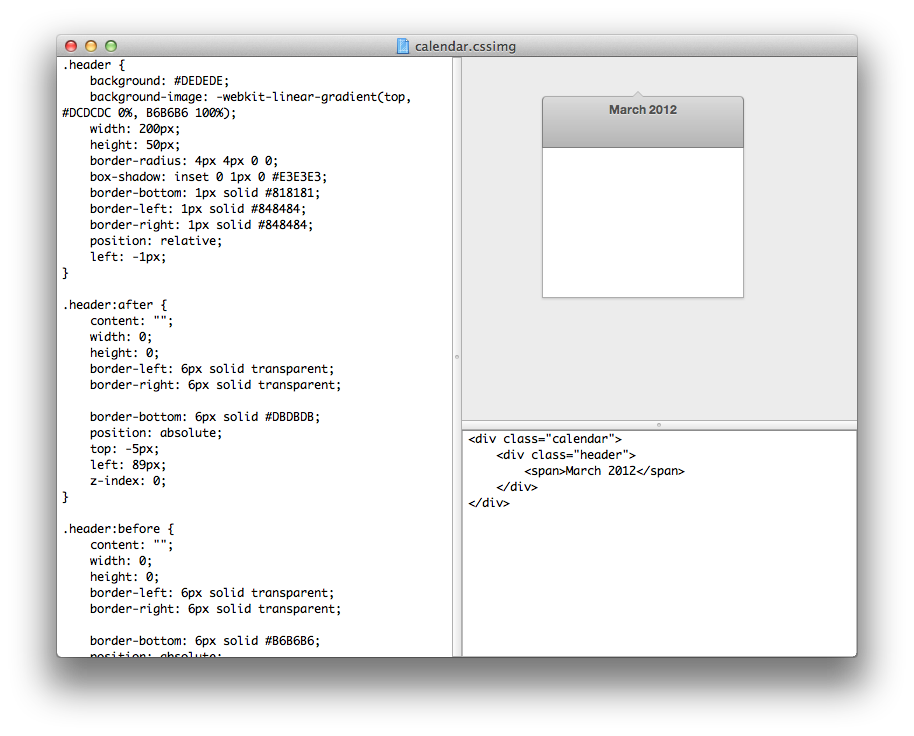 calendar.cssimg
.header {
    background: #DEDEDE;
    background-image: -webkit-linear-gradient(top,
#DCDCDC 0%, B6B6B6 100%);
    width: 200px;
    height: 50px;
    border-radius: 4px 4px 0 0;
    box-shadow: inset 0 1px 0 #E3E3E3;
    border-bottom: 1px solid #818181;
    border-left: 1px solid #848484;
    border-right: 1px solid #848484;
    position: relative;
    left: -1px;
}
.header:after {
    content: "";
    width: 0;
    height: 0;
    border-left: 6px solid transparent;
    border-right: 6px solid transparent;
    border-bottom: 6px solid #DBDBDB;
    position: absolute;
    top: -5px;
    left: 89px;
    z-index: 0;
}
.header:before {
    content: "";
    width: 0;
    height: 0;
    border-left: 6px solid transparent;
    border-right: 6px solid transparent;
    border-bottom: 6px solid #B6B6B6;
    position: absolute;
March 2012
<div class="calendar">
    <div class="header">
        <span>March 2012</span>
    </div>
</div>